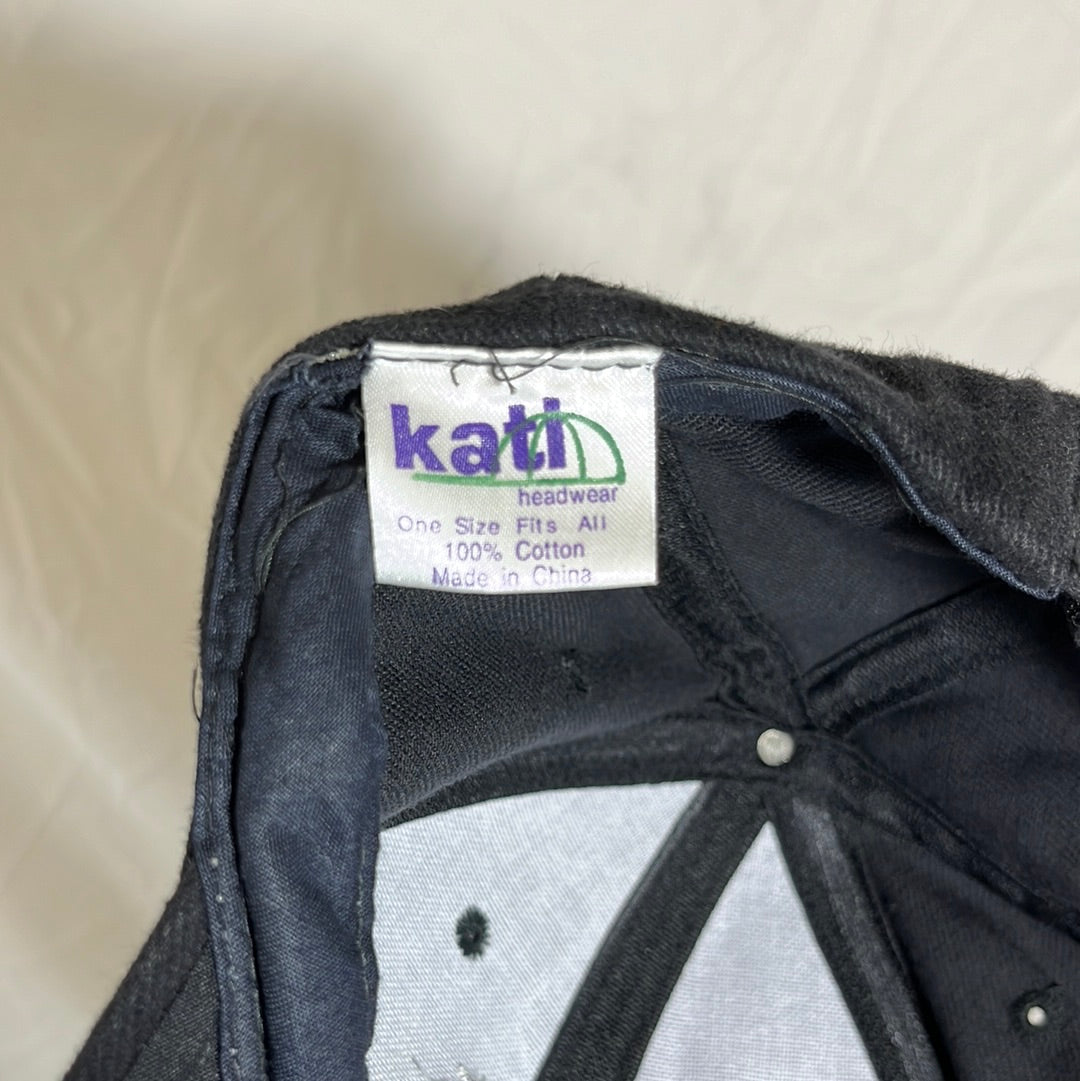 kati
headwear
One Size Fits All
100% Cotton
Made in China